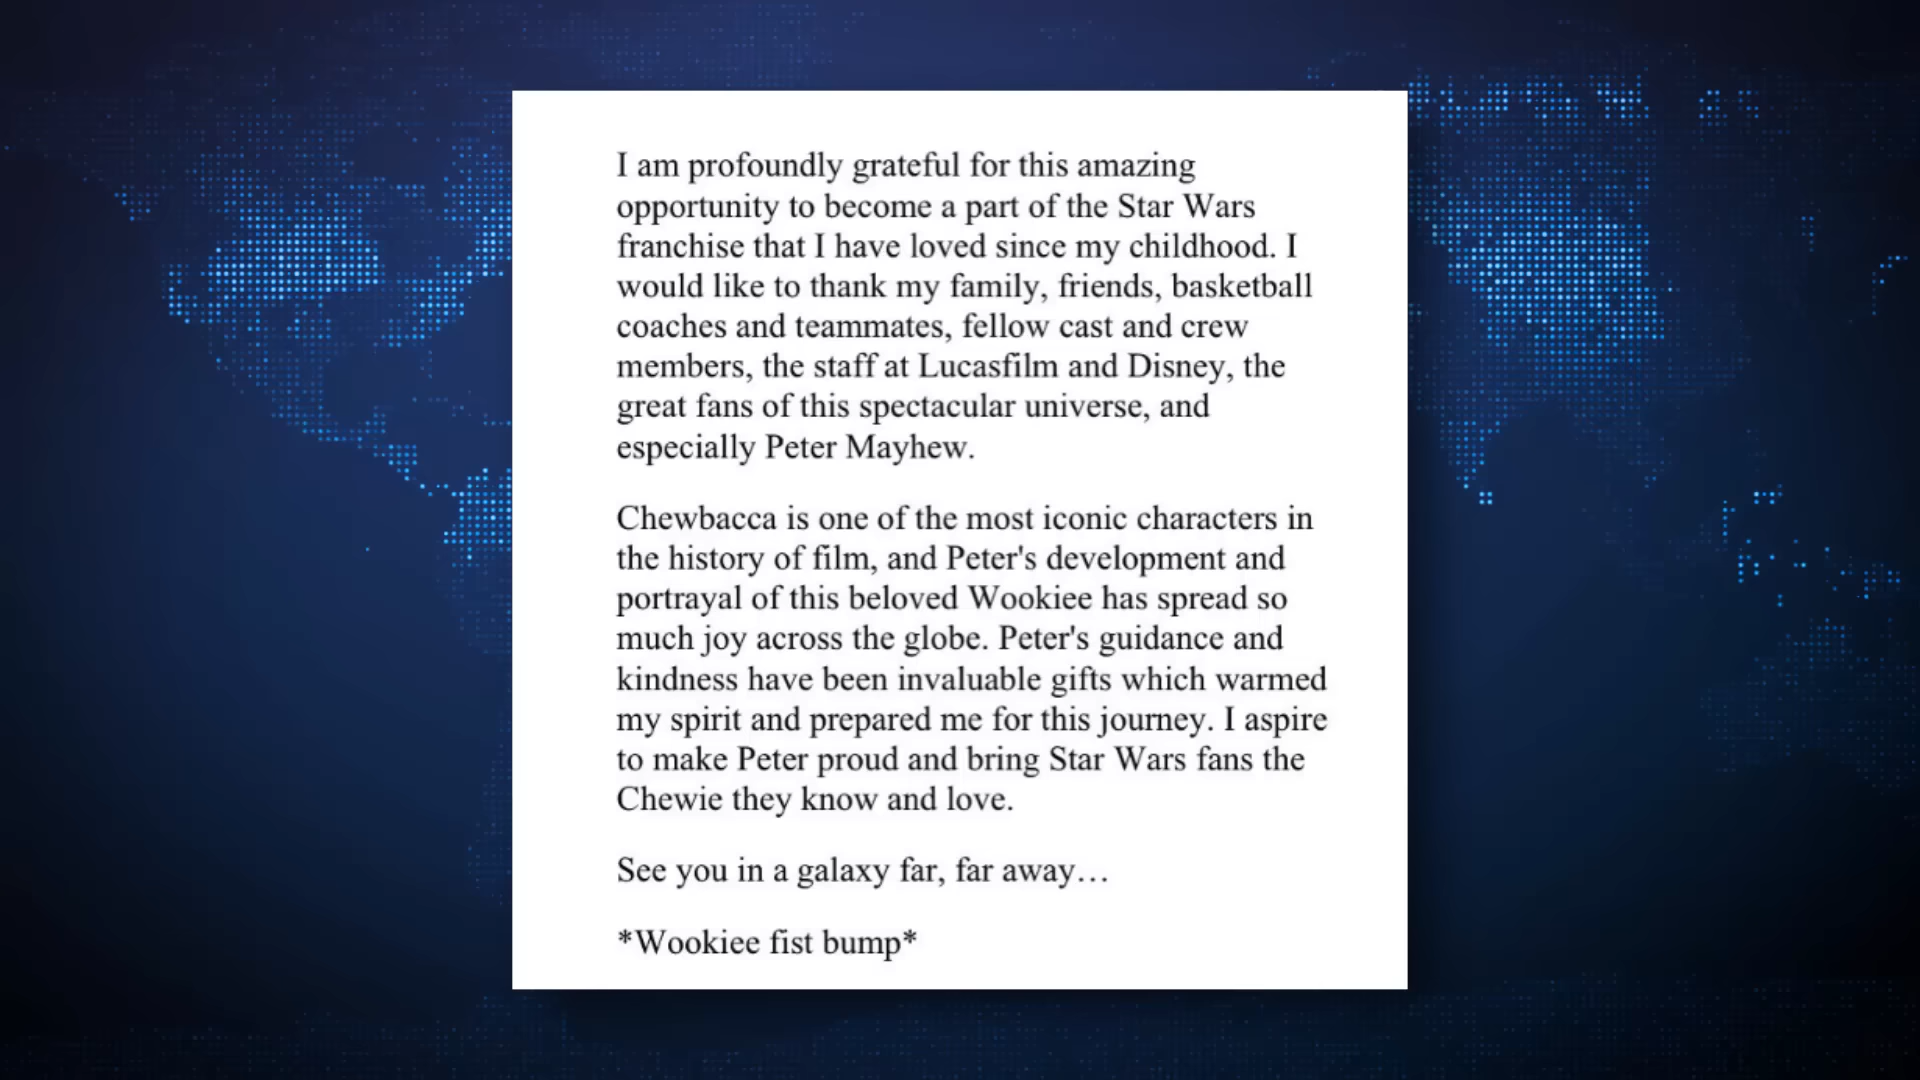 I am profoundly grateful for this amazing
opportunity to become a part of the Star Wars
franchise that I have loved since my childhood. I
would like to thank my family, friends, basketball
coaches and teammates, fellow cast and crew
members, the staff at Lucasfilm and Disney, the
great fans of this spectacular universe, and
especially Peter Mayhew.
Chewbacca is one of the most iconic characters in
the history of film, and Peter's development and
portrayal of this beloved Wookiee has spread so
much joy across the globe. Peter's guidance and
kindness have been invaluable gifts which warmed
my spirit and prepared me for this journey. I aspire
to make Peter proud and bring Star Wars fans the
Chewie they know and love.
See you in a galaxy far, far away…
*Wookiee fist bump*